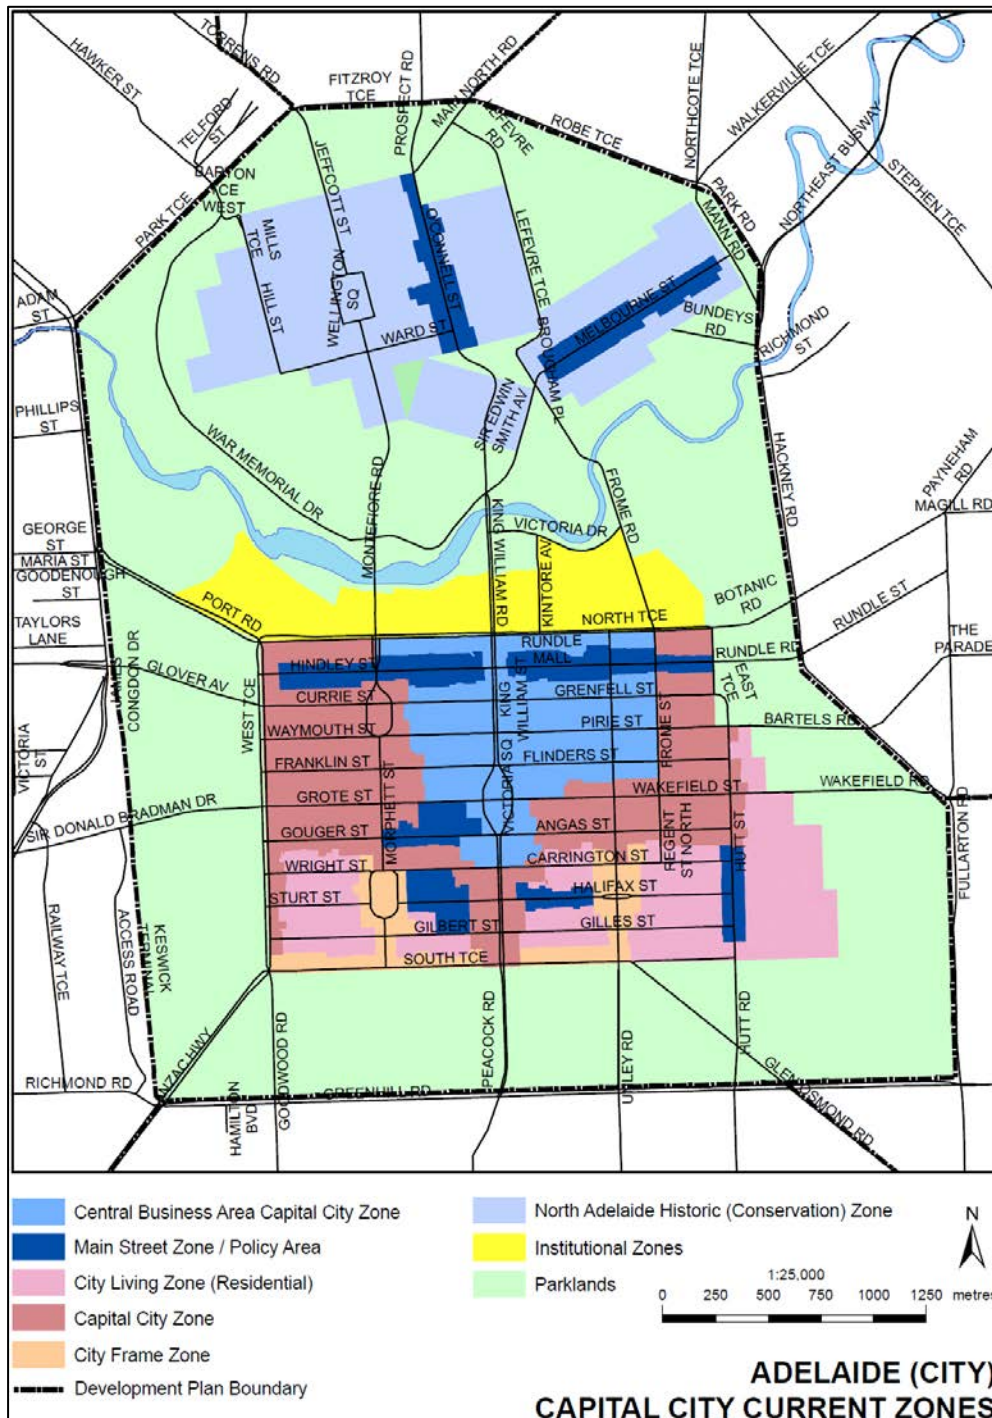 HAWKER ST
TORRENS RD
TELFORD
ST
FITZROY
TCE
PROSPECT RD
MAIN NORTH RD
LEFEVRE
RD
ROBE TCE
NORTHCOTE TCE
WALKERVILLE TCE
NORTHEAST BUSWAY
STEPHEN TCE
PARK RD
MANN RD
BARTON
TCE
WEST
PARK TCE
JEFFCOTT ST
MILLS
TCE
HILL ST
WELLINGTON
SQ
O'CONNELL ST
WARD ST
LEFEVRE TCE
BROUGHAM PL
MELBOURNE ST
BUNDEYS
RD
RICHMOND
ST
ADAM
ST
PHILLIPS
ST
WAR MEMORIAL DR
SIR EDWIN
SMITH AV
MONTEFIORE RD
KING WILLIAM RD
VICTORIA DR
KINTORE AV
FROME RD
HACKNEY RD
PAYNEHAM
RD
MAGILL RD
GEORGE
ST
MARIA ST
GOODENOUGH
ST
TAYLORS
LANE
PORT RD
NORTH TCE
BOTANIC
RD
RUNDLE ST
THE
PARADE
CONGDON DR
GLOVER AV
WEST TCE
HINDLEY ST
RUNDLE
MALL
RUNDLE RD
EAST
TCE
CURRIE ST
KING
WILLIAM ST
GRENFELL ST
WAYMOUTH ST
PIRIE ST
FROME ST
BARTELS RD
FRANKLIN ST
MORPHETT ST
VICTORIA SQ
FLINDERS ST
VICTORIA
ST
SIR DONALD BRADMAN DR
GROTE ST
WAKEFIELD ST
WAKEFIELD RD
GOUGER ST
ANGAS ST
REGENT
ST NORTH
HUTT ST
FULLARTON RD
WRIGHT ST
CARRINGTON ST
STURT ST
HALIFAX ST
GILBERT ST
GILLES ST
SOUTH TCE
RAILWAY TCE
ACCESS ROAD
KESWICK
TERMINAL
RICHMOND RD
HAMILTON
BVD
GOODWOOD RD
GREENHILL RD
PEACOCK RD
HUTT RD
Central Business Area Capital City Zone
Main Street Zone / Policy Area
City Living Zone (Residential)
Capital City Zone
City Frame Zone
Development Plan Boundary
North Adelaide Historic (Conservation) Zone
Institutional Zones
Parklands
N
1:25,000
0 250 500 750 1000 1250 metres
ADELAIDE (CITY)
CAPITAL CITY CURRENT ZONES